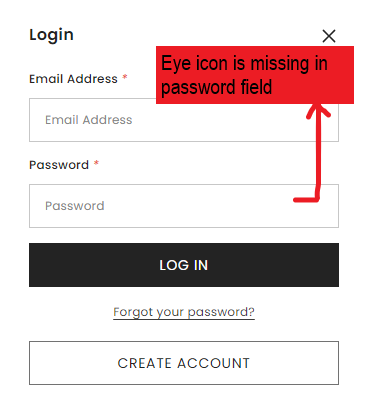 Login
Eye icon is missing in
password field
Email Address *
Email Address
Password *
Password
LOG IN
Forgot your password?
CREATE ACCOUNT